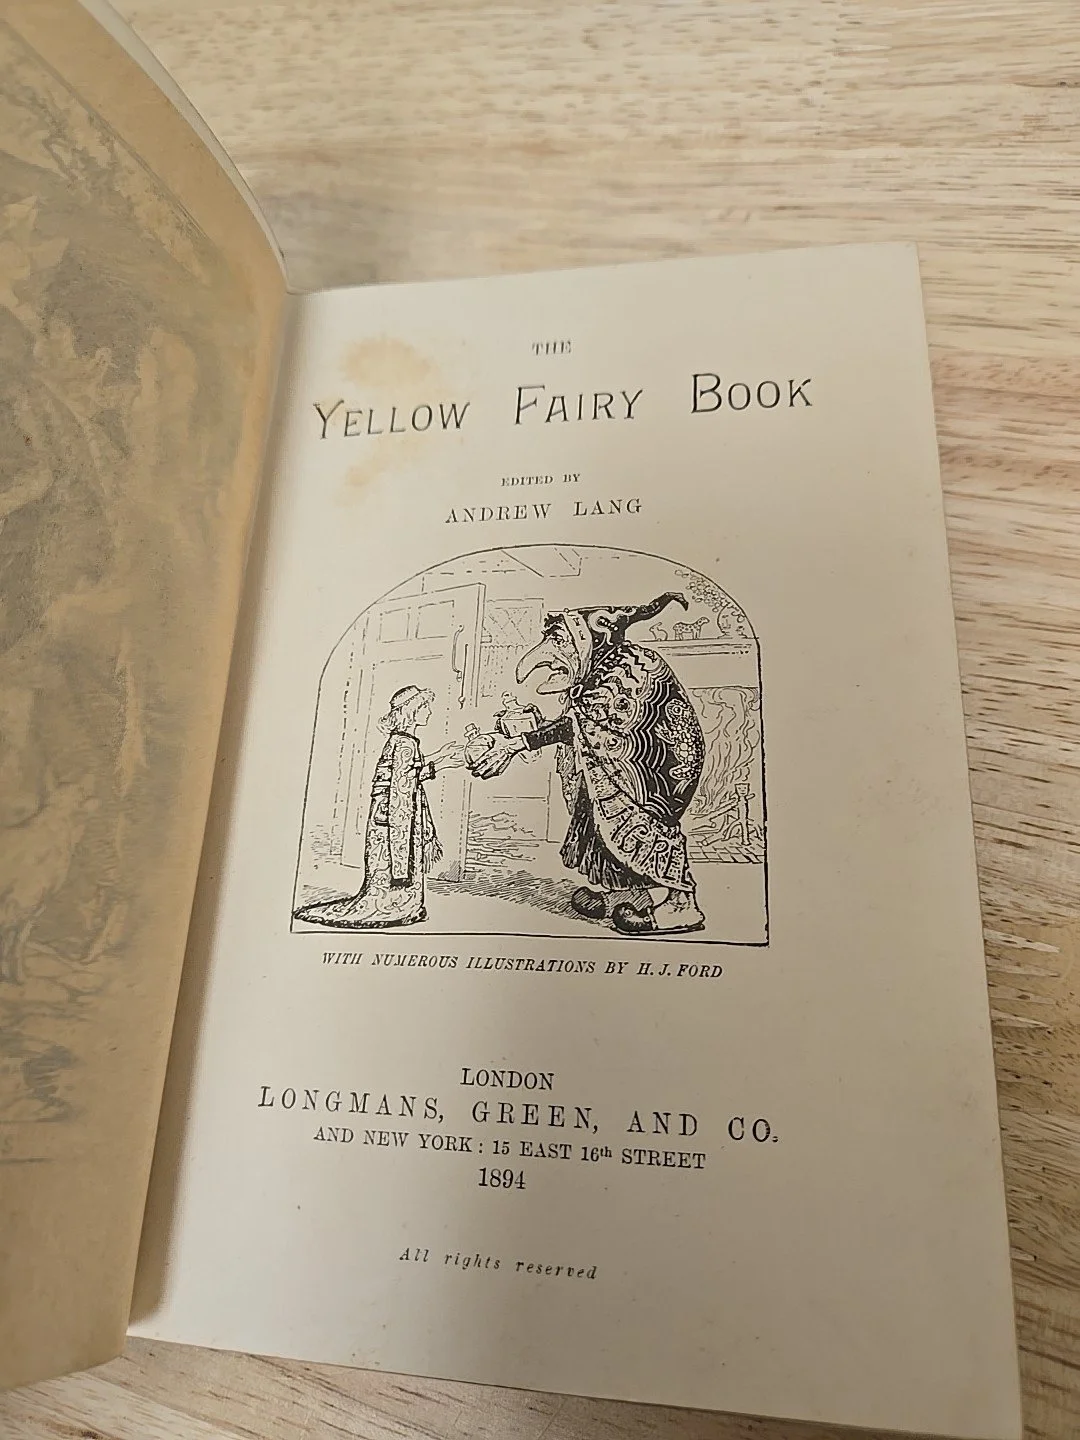 THE
YELLOW FAIRY BOOK
EDITED BY
ANDREW LANG
WITH NUMEROUS ILLUSTRATIONS BY H. J. FORD
LONDON
LONGMANS, GREEN, AND CO.
AND NEW YORK : 15 EAST 16th STREET
1894
All rights reserved